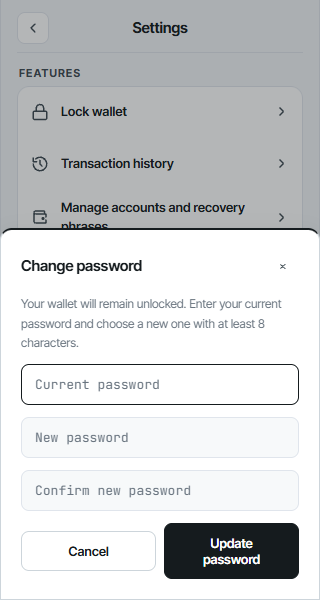 Settings
FEATURES
Lock wallet
Transaction history
Manage accounts and recovery
phrases
Change password
×
Your wallet will remain unlocked. Enter your current
password and choose a new one with at least 8
characters.
Current password
New password
Confirm new password
Cancel
Update
password